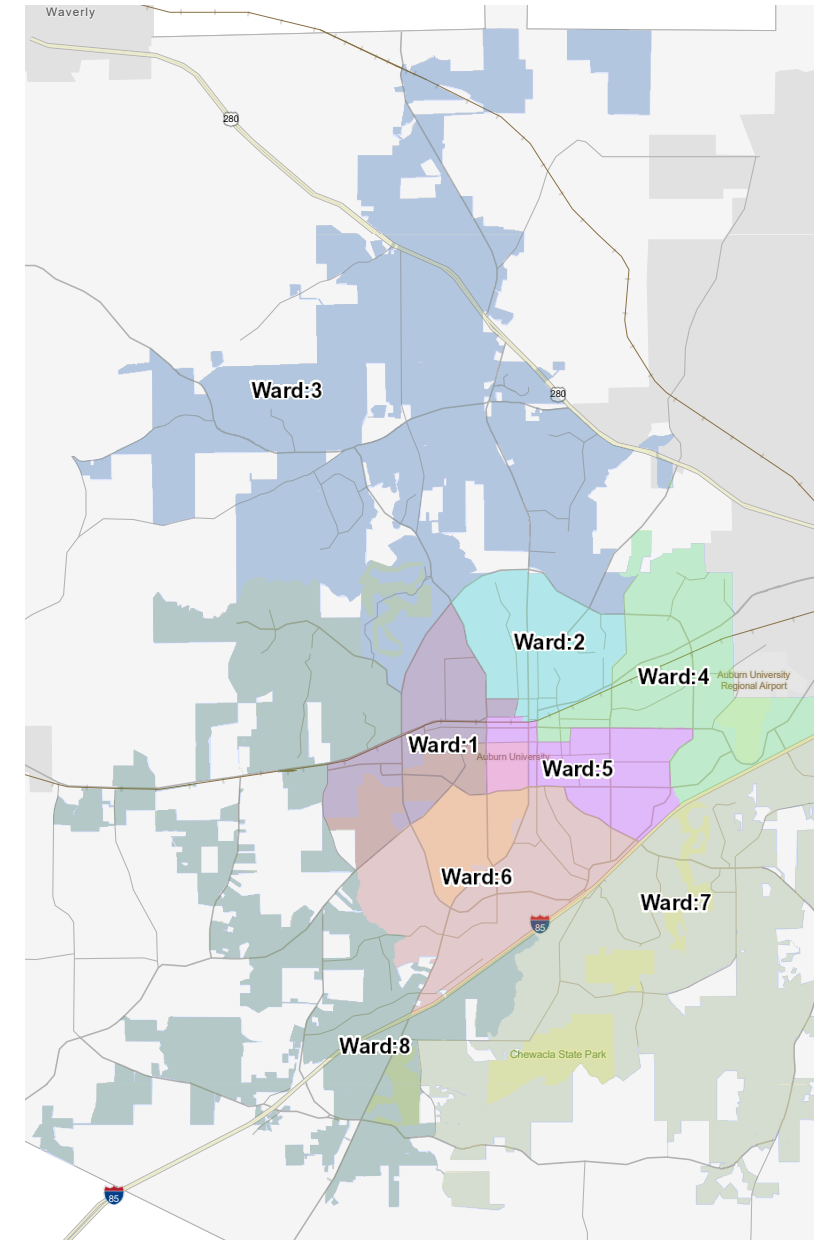 Waverly
280
Ward:3
280
Ward:2
Ward:4
Auburn University
Regional Airport
Ward:1
Auburn University
Ward:5
Ward:6
Ward:7
85
Ward:8
Chewacla State Park
85